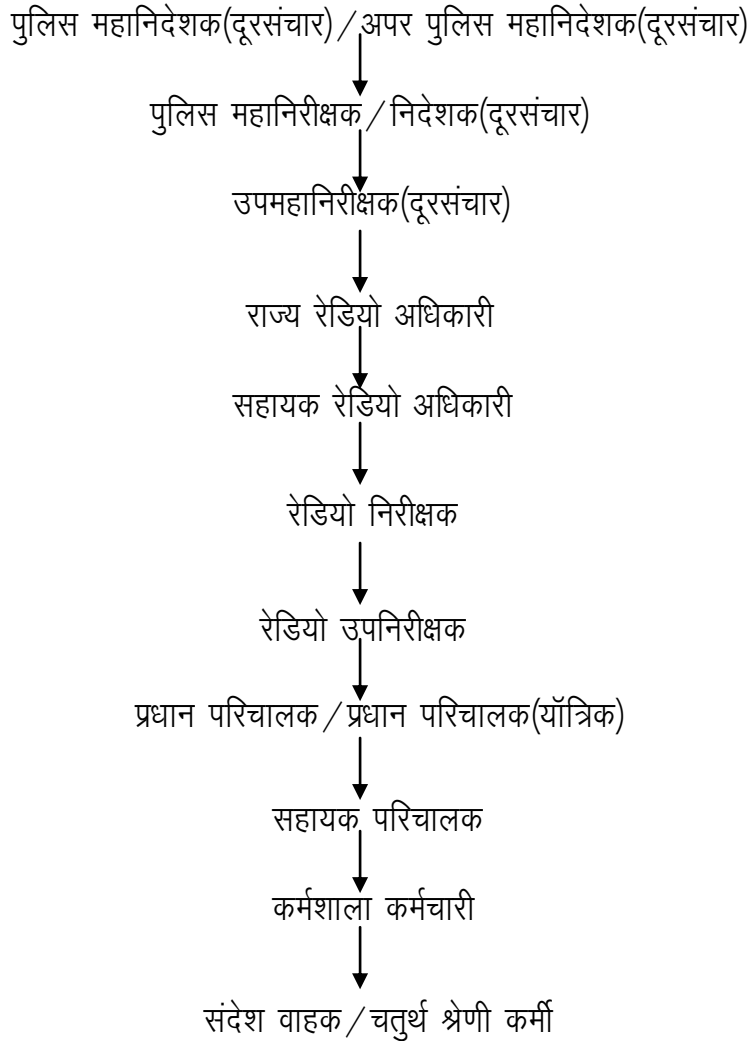 पुलिस महानिदेशक(दूरसंचार)/अपर पुलिस महानिदेशक(दूरसंचार)
पुलिस महानिरीक्षक/निदेशक(दूरसंचार)
उपमहानिरीक्षक(दूरसंचार)
राज्य रेडियो अधिकारी
सहायक रेडियो अधिकारी
रेडियो निरीक्षक
रेडियो उपनिरीक्षक
प्रधान परिचालक/प्रधान परिचालक(यॉत्रिक)
सहायक परिचालक
कर्मशाला कर्मचारी
संदेश वाहक/चतुर्थ श्रेणी कर्मी